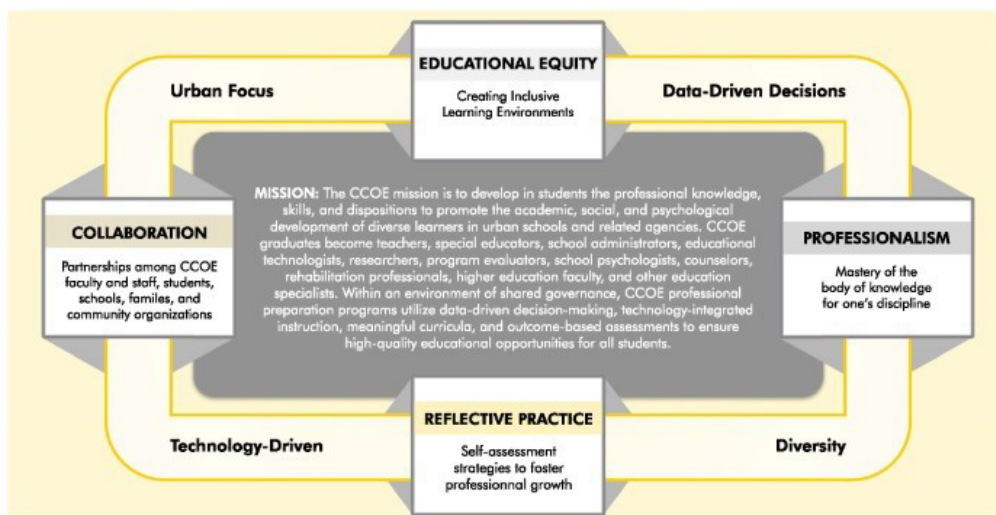 EDUCATIONAL EQUITY
Creating Inclusive
Learning Environments
Urban Focus
Data-Driven Decisions
MISSION: The CCOE mission is to develop in students the professional knowledge,
skills, and dispositions to promote the academic, social, and psychological
development of diverse learners in urban schools and related agencies. CCOE
graduates become teachers, special educators, school administrators, educational
technologists, researchers, program evaluators, school psychologists, counselors,
rehabilitation professionals, higher education faculty, and other education
specialists. Within an environment of shared governance, CCOE professional
preparation programs utilize data-driven decision-making, technology-integrated
instruction, meaningful curricula, and outcome-based assessments to ensure
high-quality educational opportunities for all students.
COLLABORATION
Partnerships among CCOE
faculty and staff, students,
schools, familes, and
community organizations
PROFESSIONALISM
Mastery of the
body of knowledge
for one's discipline
REFLECTIVE PRACTICE
Self-assessment
strategies to foster
professionnal growth
Technology-Driven
Diversity